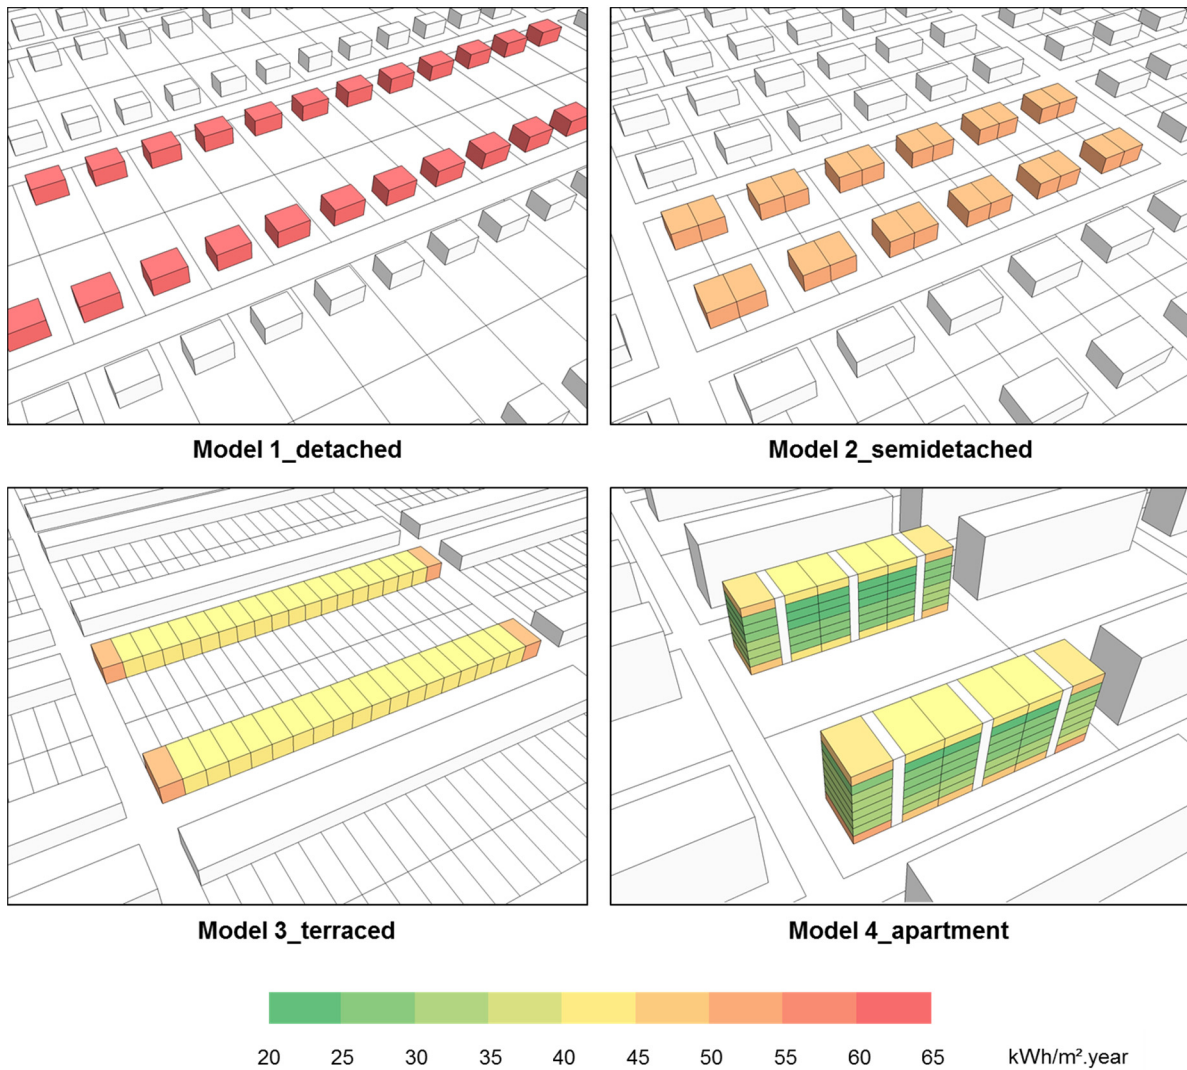 Model 1_detached
Model 2_semidetached
Model 3_terraced
Model 4_apartment
20 25 30 35 40 45 50 55 60 65 kWh/m².year